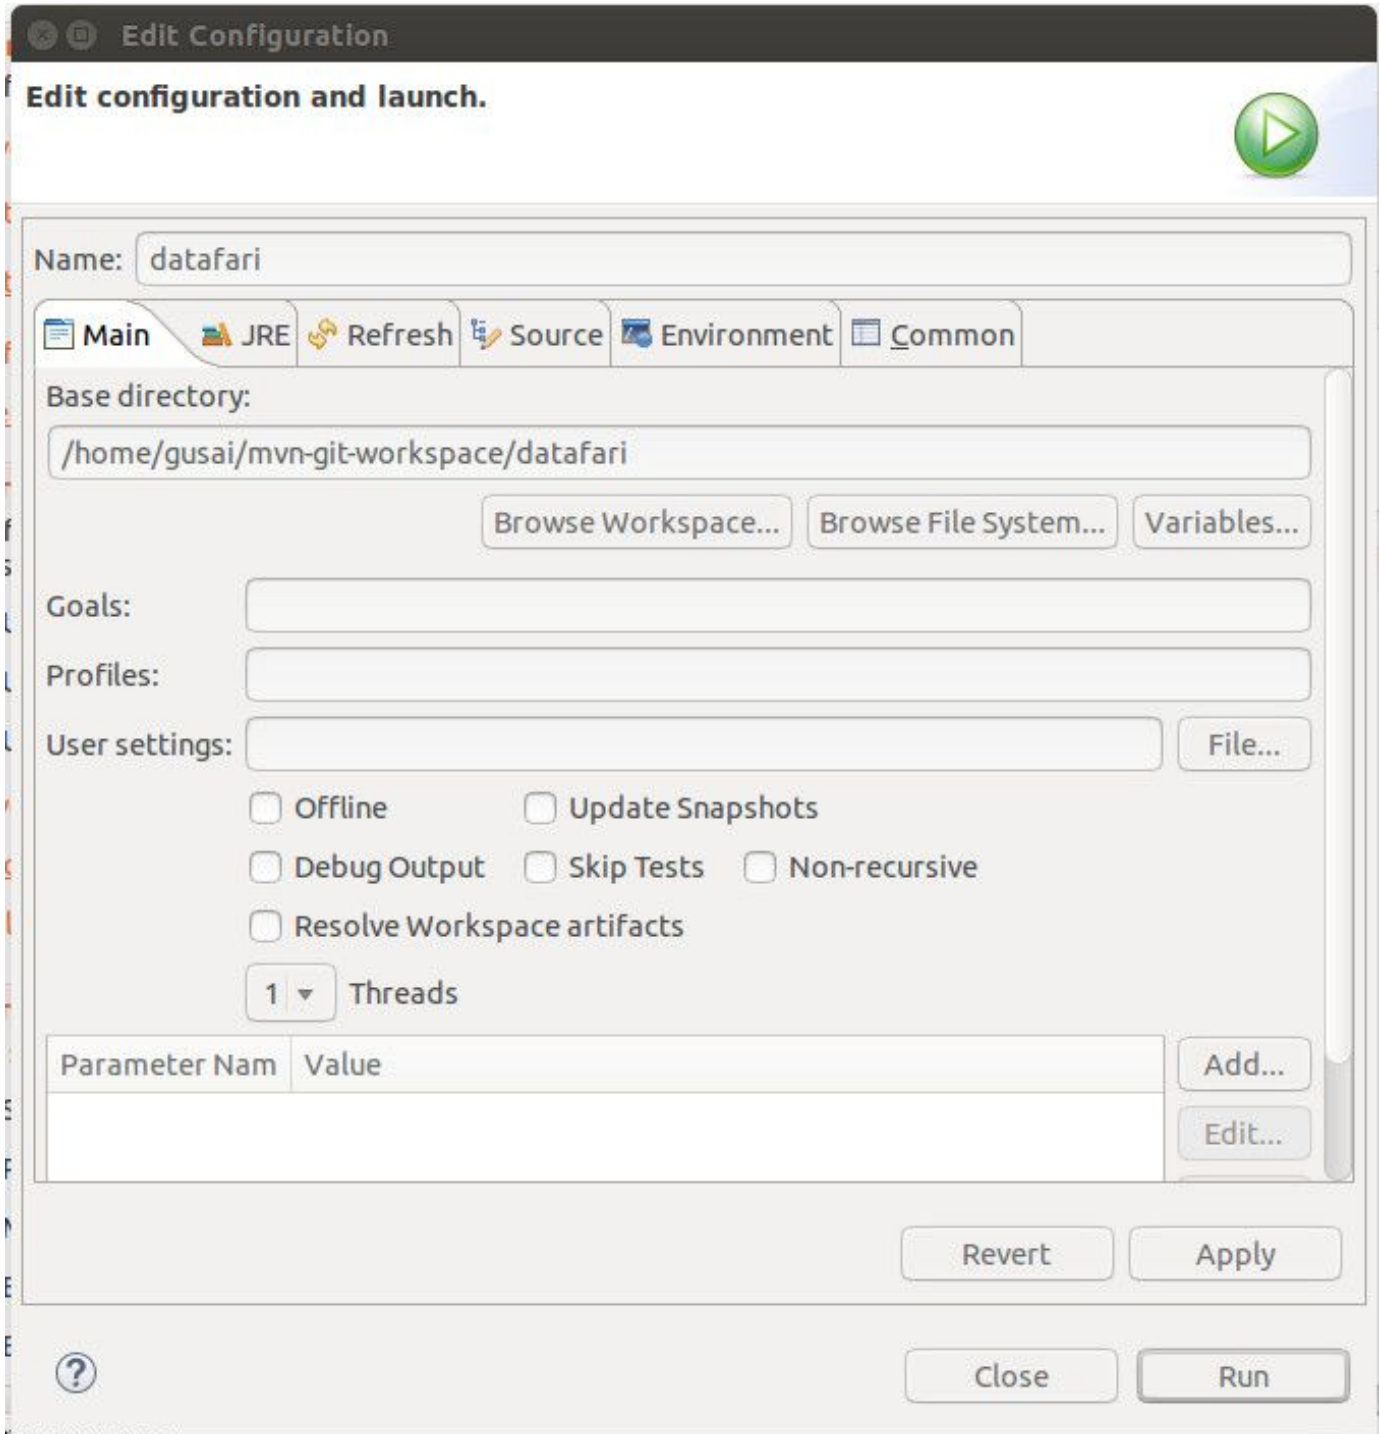 Edit Configuration
Edit configuration and launch.
Name: datafari
Main JRE Refresh Source Environment Common
Base directory:
/home/gusai/mvn-git-workspace/datafari
Browse Workspace... Browse File System... Variables...
Goals:
Profiles:
User settings: File...
Offline Update Snapshots
Debug Output Skip Tests Non-recursive
Resolve Workspace artifacts
1 Threads
Parameter Nam Value Add...
Edit...
Revert Apply
? Close Run